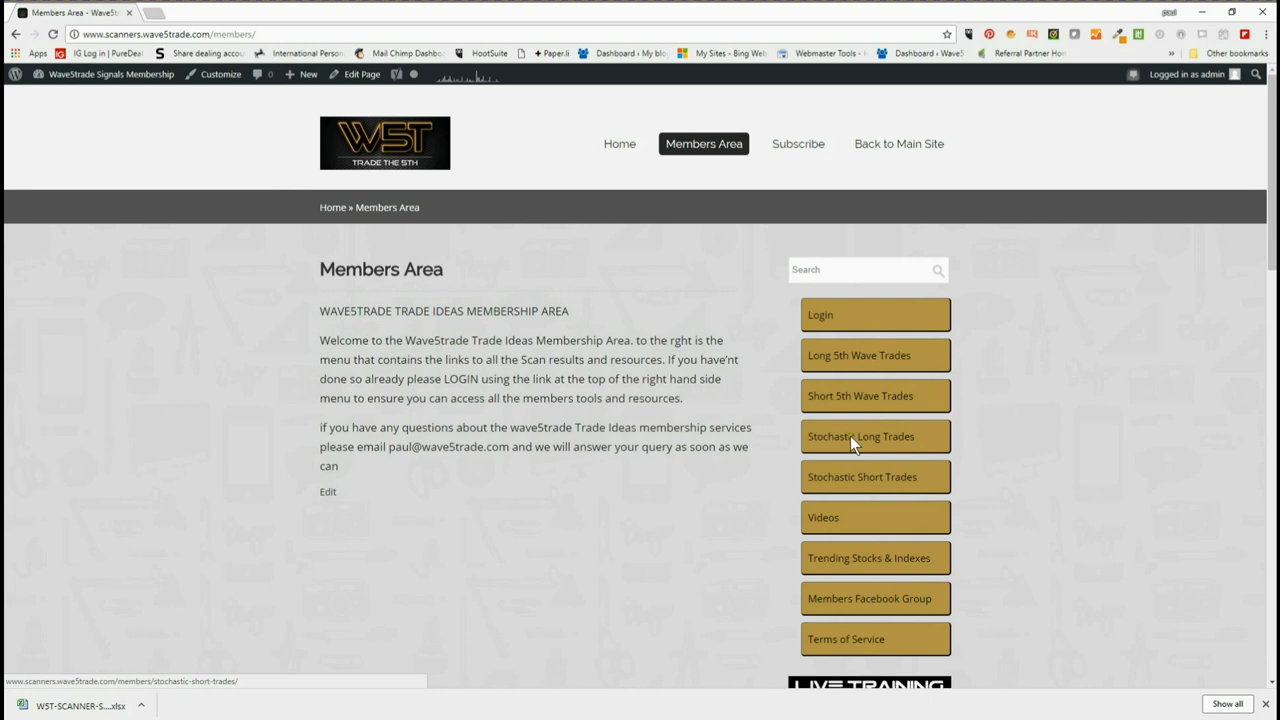 Members Area - Wave5t
paul
www.scanners.wave5trade.com/members/
Apps
IG Log in | PureDeal
Share dealing accou
International Person
Mail Chimp Dashbo
HootSuite
+ Paper.li
Dashboard ‹ My blo
My Sites - Bing Web
Webmaster Tools -
Dashboard ‹ Wave5
Referral Partner Ho
»
Other bookmarks
Wave5trade Signals Membership
Customize
0
New
Edit Page
Logged in as admin
W5T
TRADE THE 5TH
Home
Members Area
Subscribe
Back to Main Site
Home » Members Area
Members Area
WAVE5TRADE TRADE IDEAS MEMBERSHIP AREA
Welcome to the Wave5trade Trade Ideas Membership Area. to the rght is the
menu that contains the links to all the Scan results and resources. If you have'nt
done so already please LOGIN using the link at the top of the right hand side
menu to ensure you can access all the members tools and resources.
if you have any questions about the wave5trade Trade Ideas membership services
please email paul@wave5trade.com and we will answer your query as soon as we
can
Edit
Search
Login
Long 5th Wave Trades
Short 5th Wave Trades
Stochastic Long Trades
Stochastic Short Trades
Videos
Trending Stocks & Indexes
Members Facebook Group
Terms of Service
LIVE TRAINING
www.scanners.wave5trade.com/members/stochastic-short-trades/
W5T-SCANNER-S....xlsx
Show all